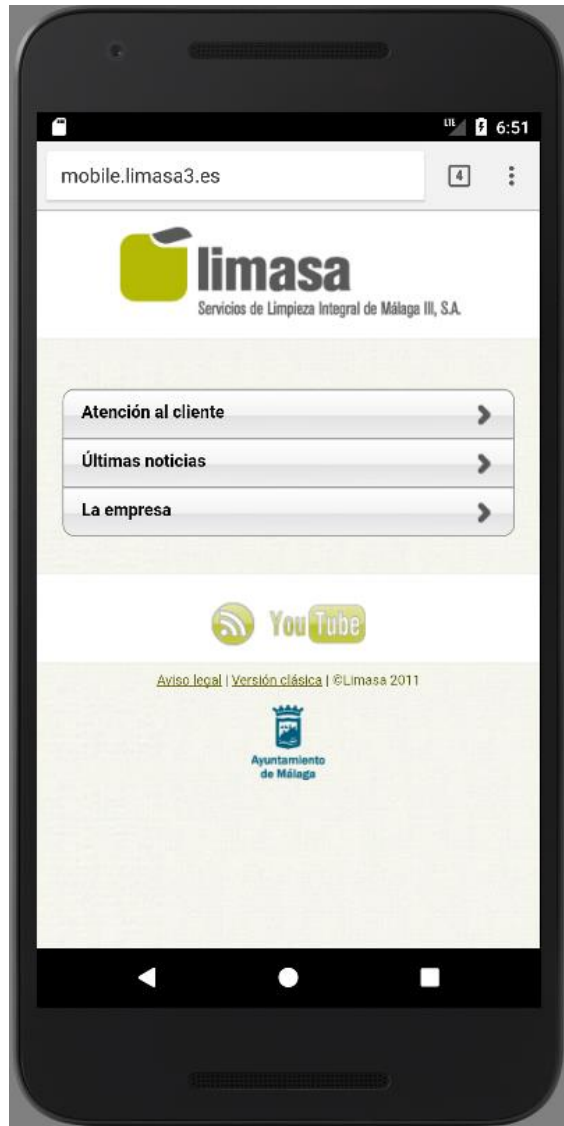 LTE 6:51
mobile.limasa3.es 4
limasa
Servicios de Limpieza Integral de Málaga III, S.A.
Atención al cliente
Últimas noticias
La empresa
You Tube
Aviso legal | Versión clásica | ©Limasa 2011
Ayuntamiento
de Málaga